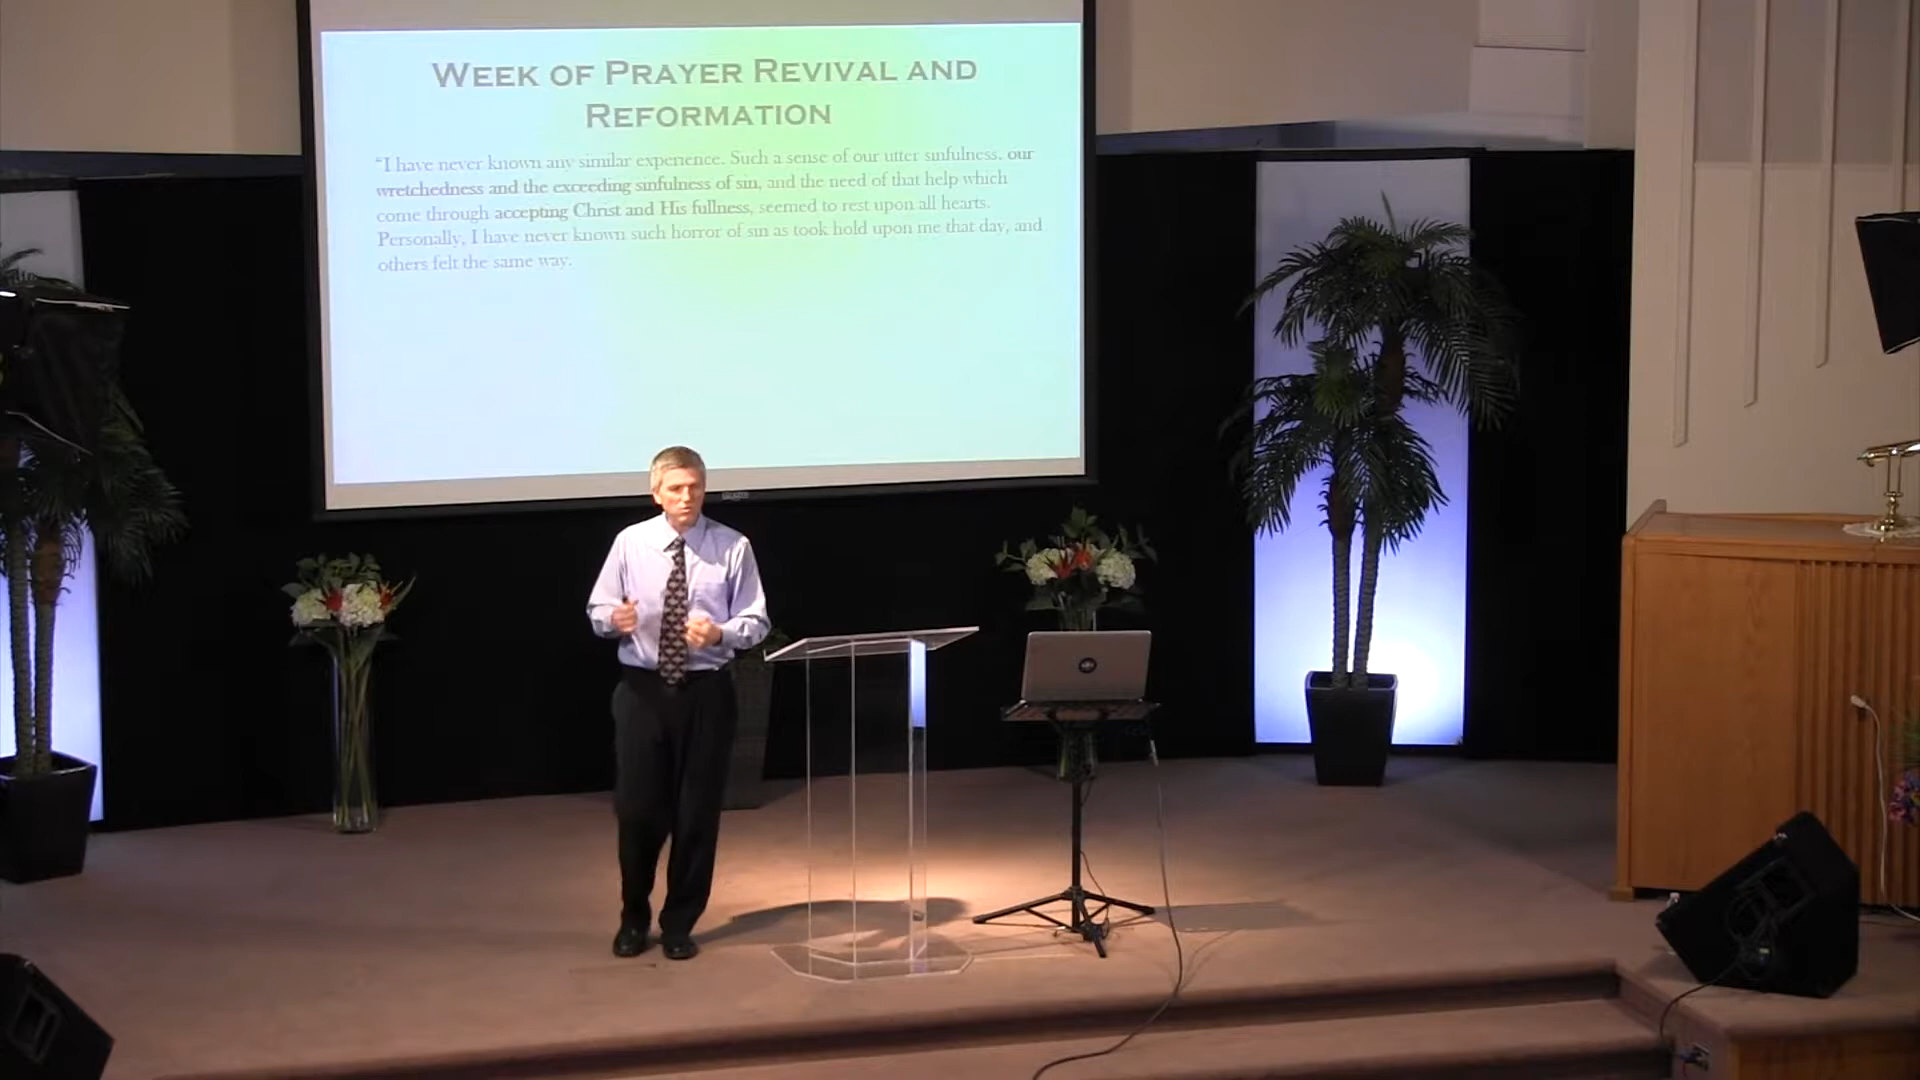 Week of Prayer Revival and
Reformation
“I have never known any similar experience. Such a sense of our utter sinfulness, our
wretchedness and the exceeding sinfulness of sin, and the need of that help which
come through accepting Christ and His fullness, seemed to rest upon all hearts.
Personally, I have never known such horror of sin as took hold upon me that day, and
others felt the same way.